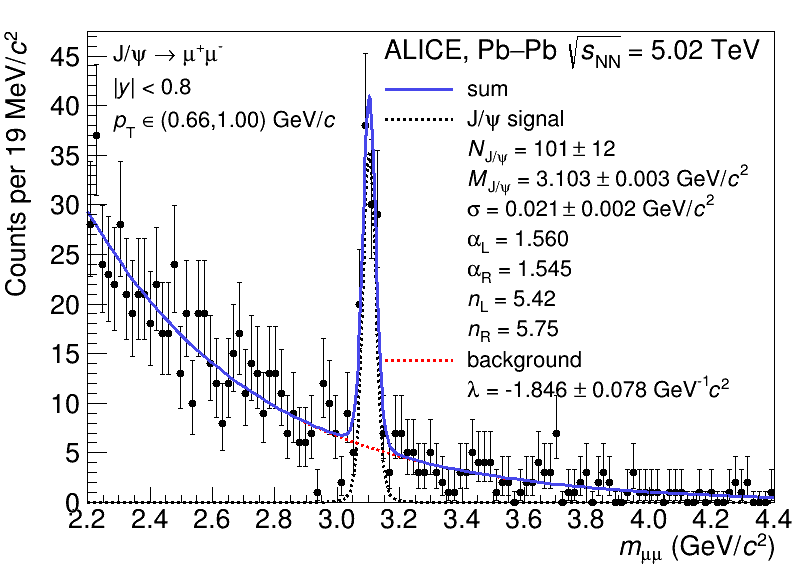 ALICE, Pb–Pb √s_NN = 5.02 TeV
J/ψ → μ⁺μ⁻
|y| < 0.8
p_T ∈ (0.66,1.00) GeV/c
sum
J/ψ signal
N_J/ψ = 101 ± 12
M_J/ψ = 3.103 ± 0.003 GeV/c²
σ = 0.021 ± 0.002 GeV/c²
α_L = 1.560
α_R = 1.545
n_L = 5.42
n_R = 5.75
background
λ = -1.846 ± 0.078 GeV⁻¹c²
Counts per 19 MeV/c²
45
40
35
30
25
20
15
10
5
0
2.2 2.4 2.6 2.8 3.0 3.2 3.4 3.6 3.8 4.0 4.2 4.4
m_μμ (GeV/c²)